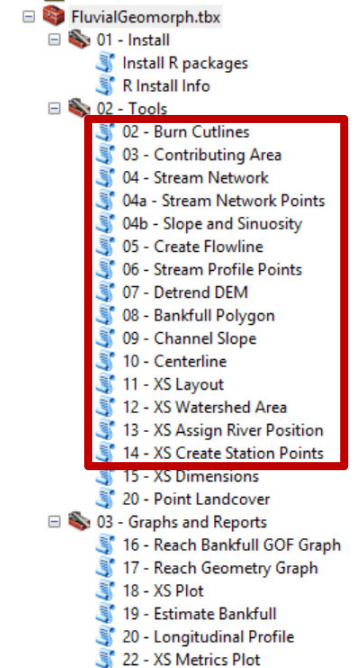 FluvialGeomorph.tbx
01 - Install
Install R packages
R Install Info
02 - Tools
02 - Burn Cutlines
03 - Contributing Area
04 - Stream Network
04a - Stream Network Points
04b - Slope and Sinuosity
05 - Create Flowline
06 - Stream Profile Points
07 - Detrend DEM
08 - Bankfull Polygon
09 - Channel Slope
10 - Centerline
11 - XS Layout
12 - XS Watershed Area
13 - XS Assign River Position
14 - XS Create Station Points
15 - XS Dimensions
20 - Point Landcover
03 - Graphs and Reports
16 - Reach Bankfull GOF Graph
17 - Reach Geometry Graph
18 - XS Plot
19 - Estimate Bankfull
20 - Longitudinal Profile
22 - XS Metrics Plot